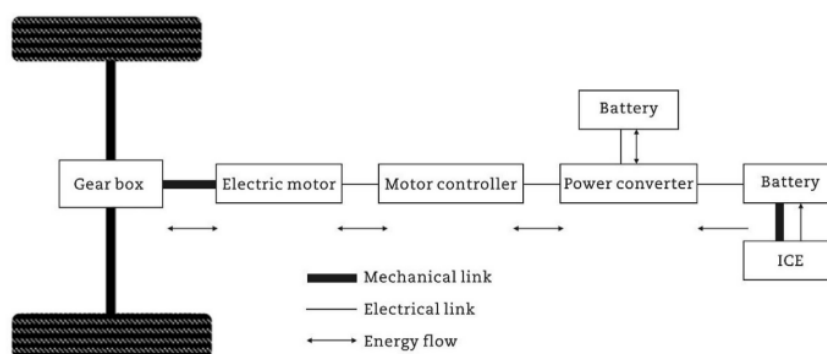 Battery
Gear box
Electric motor
Motor controller
Power converter
Battery
ICE
Mechanical link
Electrical link
Energy flow